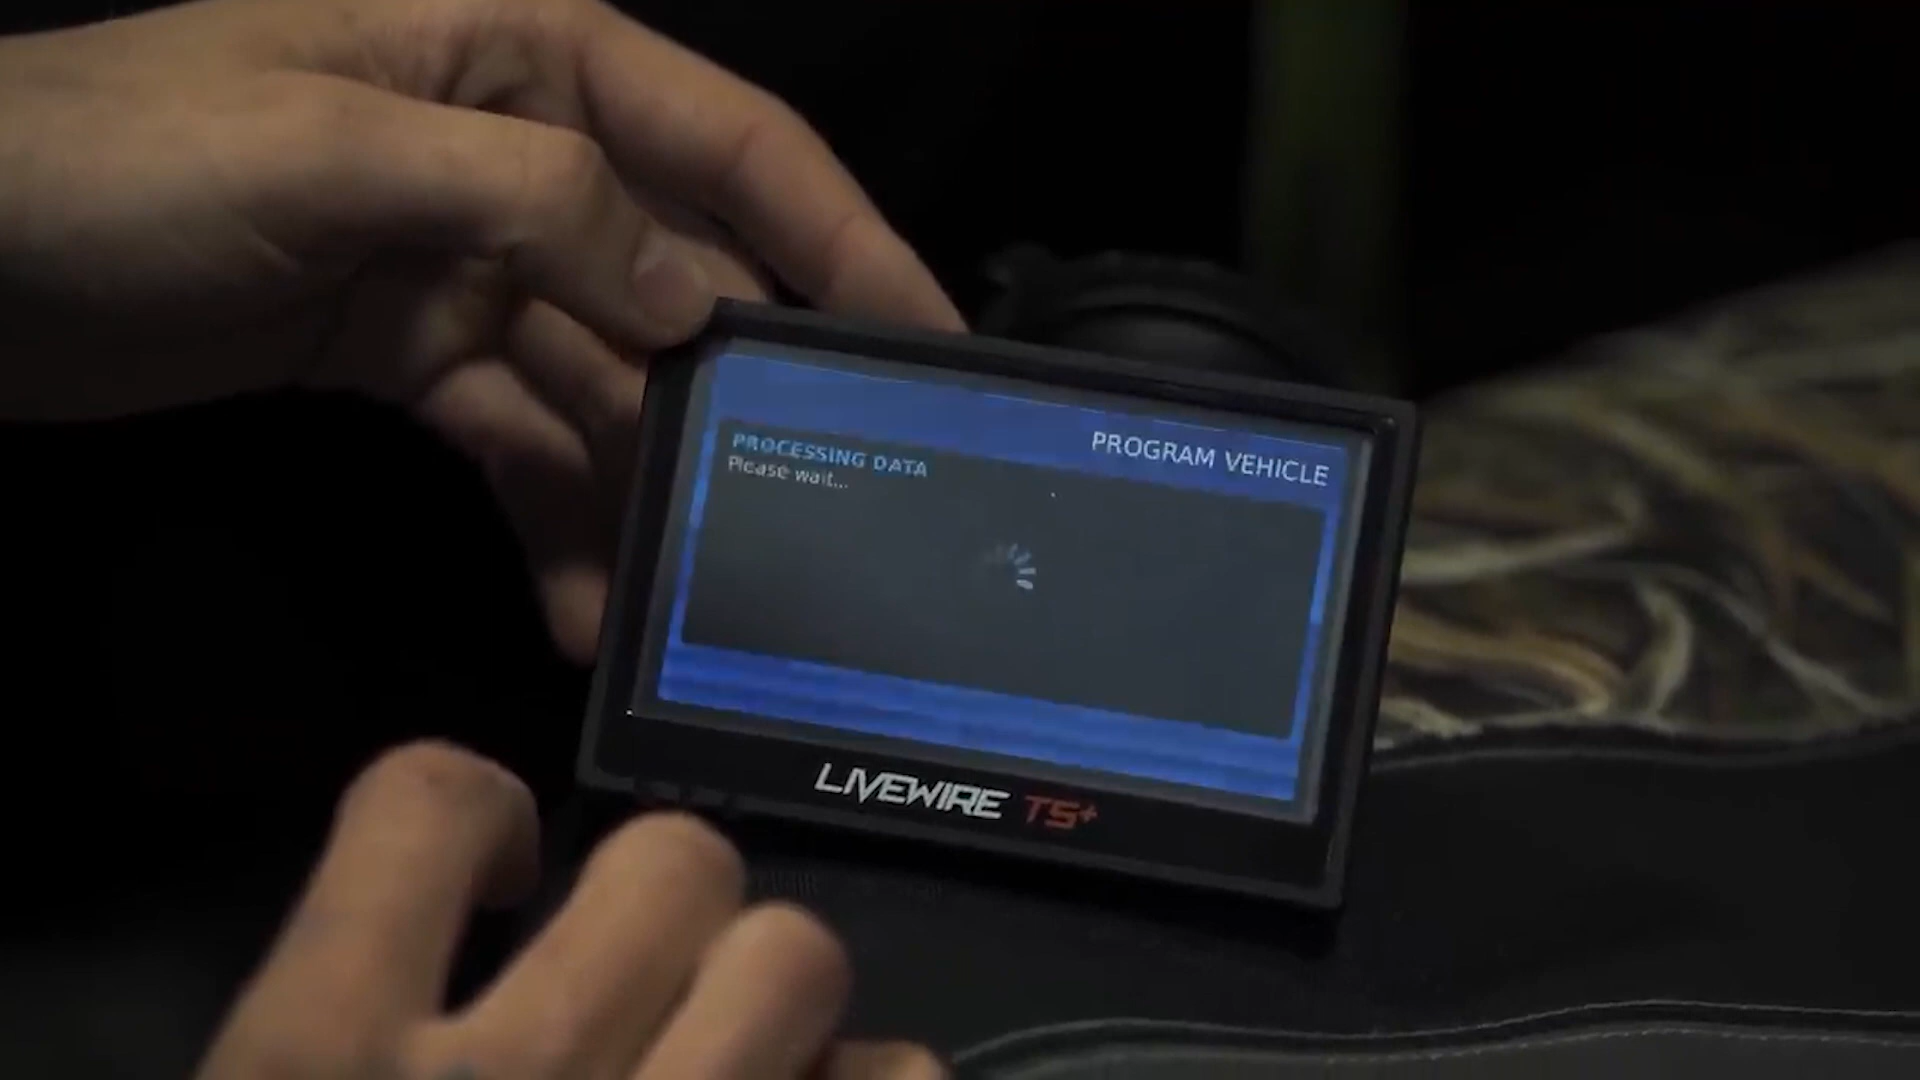 PROGRAM VEHICLE
PROCESSING DATA
Please wait...
LIVEWIRE TS+